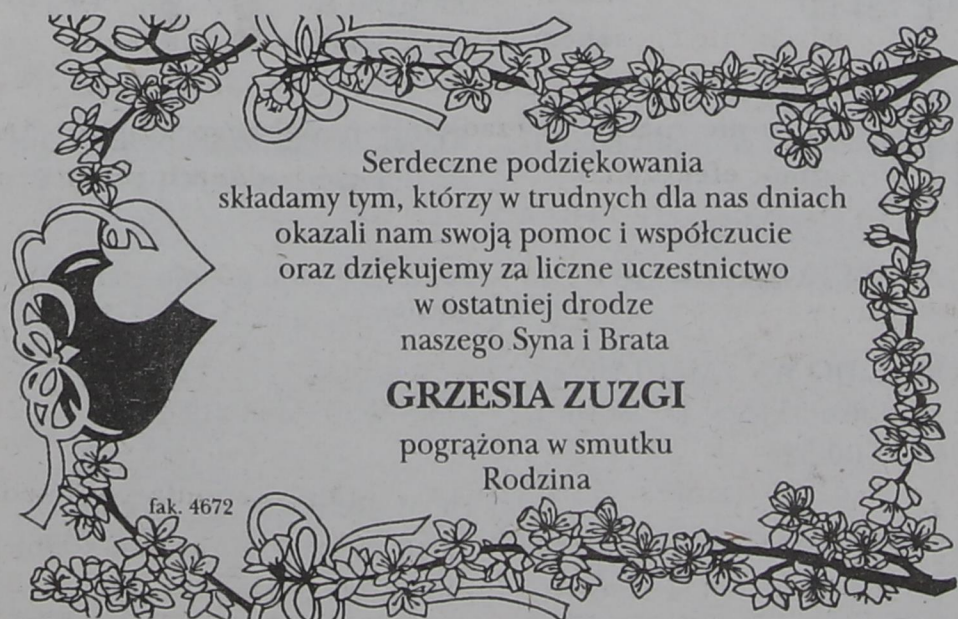 Serdeczne podziękowania
składamy tym, którzy w trudnych dla nas dniach
okazali nam swoją pomoc i współczucie
oraz dziękujemy za liczne uczestnictwo
w ostatniej drodze
naszego Syna i Brata
GRZESIA ZUZGI
pogrążona w smutku
Rodzina
fak. 4672